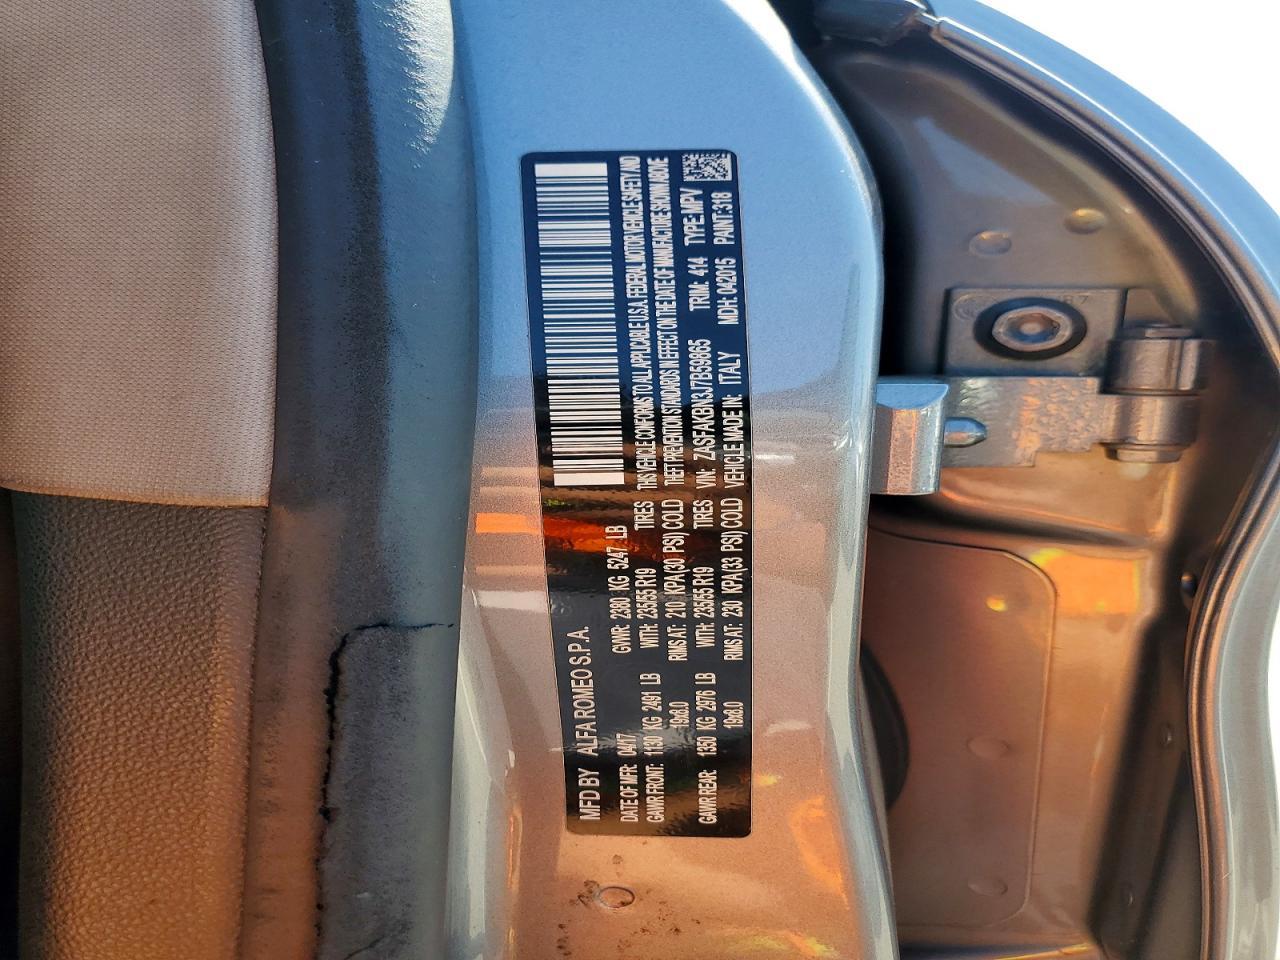 MFD BY ALFA ROMEO S.P.A.
DATE OF MFR: 04/17 GVWR: 2380 KG 5247 LB
GAWR FRONT: 1130 KG 2491 LB WITH: 235/55 R19 TIRES
19x8.0 RIMS AT: 210 KPA(30 PSI) COLD
GAWR REAR: 1350 KG 2976 LB WITH: 235/55 R19 TIRES
19x8.0 RIMS AT: 230 KPA(33 PSI) COLD
THIS VEHICLE CONFORMS TO ALL APPLICABLE U.S.A. FEDERAL MOTOR VEHICLE SAFETY AND
THEFT PREVENTION STANDARDS IN EFFECT ON THE DATE OF MANUFACTURE SHOWN ABOVE
VIN: ZASFAKBN3J7B59865 TRIM: 414 TYPE: MPV
VEHICLE MADE IN: ITALY MDH: 042015 PAINT: 318